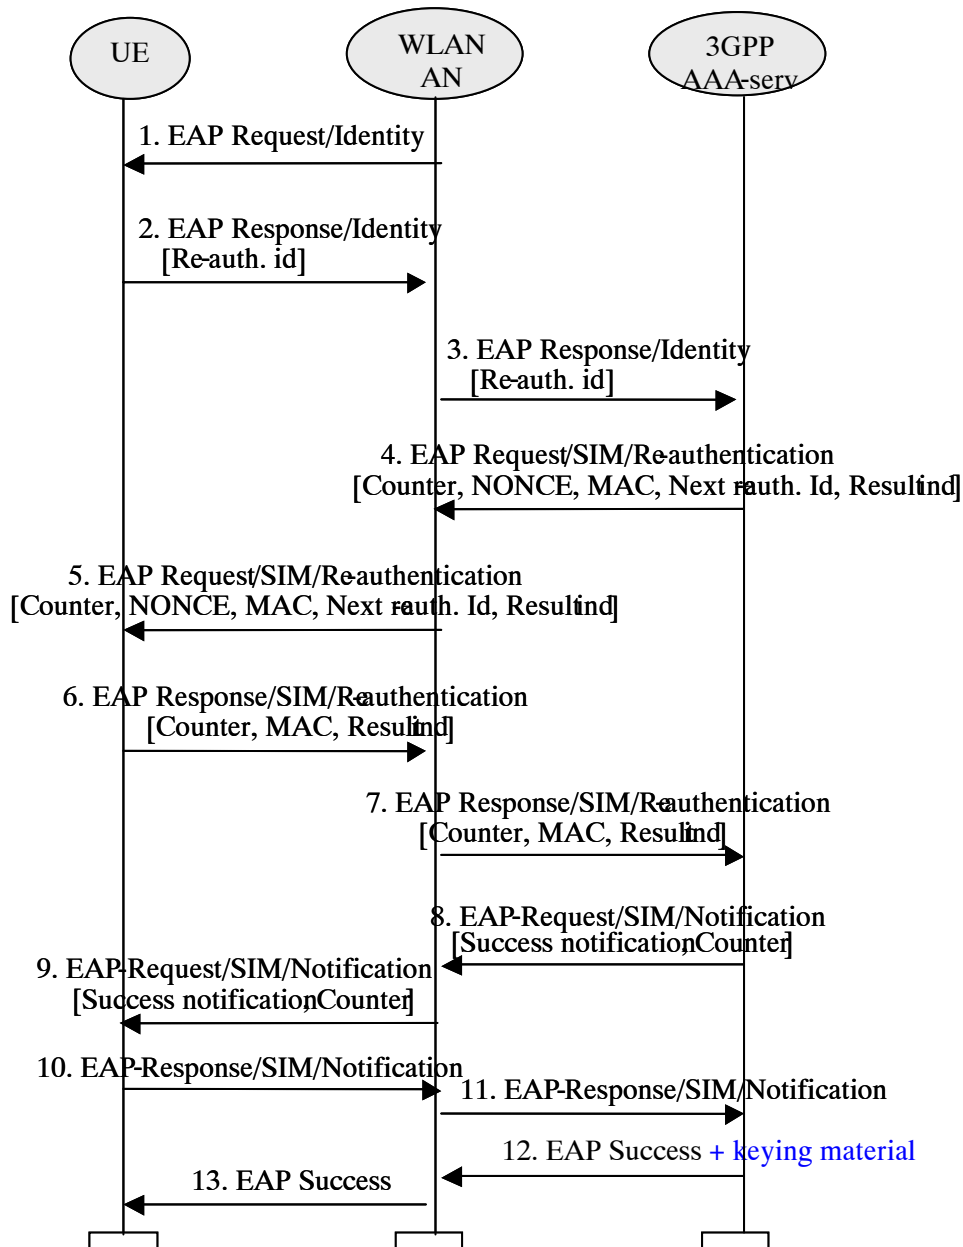 UE
WLAN
AN
3GPP
AAA-serv
1. EAP Request/Identity
2. EAP Response/Identity
[Re-auth. id]
3. EAP Response/Identity
[Re-auth. id]
4. EAP Request/SIM/Re-authentication
[Counter, NONCE, MAC, Next re-auth. Id, Result ind]
5. EAP Request/SIM/Re-authentication
[Counter, NONCE, MAC, Next re-auth. Id, Result ind]
6. EAP Response/SIM/Re-authentication
[Counter, MAC, Result ind]
7. EAP Response/SIM/Re-authentication
[Counter, MAC, Result ind]
8. EAP-Request/SIM/Notification
[Success notification, Counter]
9. EAP-Request/SIM/Notification
[Success notification, Counter]
10. EAP-Response/SIM/Notification
11. EAP-Response/SIM/Notification
12. EAP Success + keying material
13. EAP Success